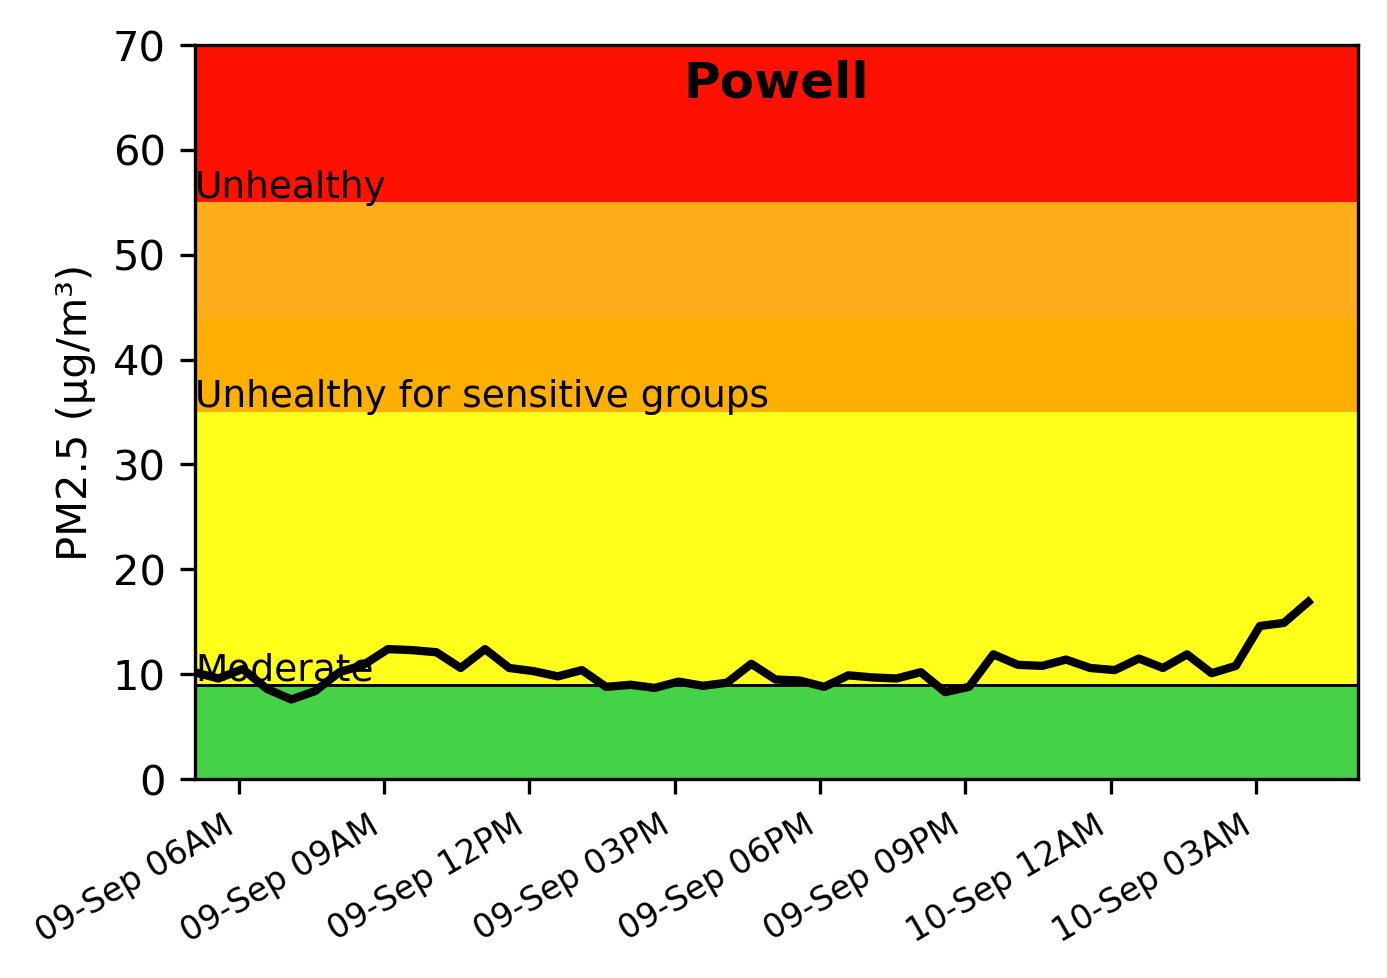 Powell
PM2.5 (µg/m³)
70
60
50
40
30
20
10
0
Unhealthy
Unhealthy for sensitive groups
Moderate
09-Sep 06AM
09-Sep 09AM
09-Sep 12PM
09-Sep 03PM
09-Sep 06PM
09-Sep 09PM
10-Sep 12AM
10-Sep 03AM